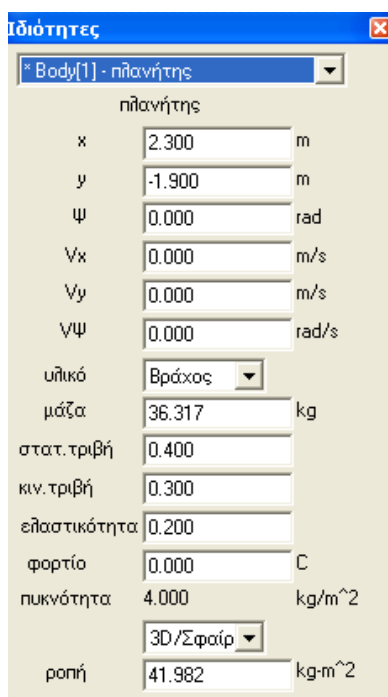 Ιδιότητες
* Body[1] - πλανήτης
πλανήτης
x 2.300 m
y -1.900 m
Ψ 0.000 rad
Vx 0.000 m/s
Vy 0.000 m/s
VΨ 0.000 rad/s
υλικό Βράχος
μάζα 36.317 kg
στατ.τριβή 0.400
κιν.τριβή 0.300
ελαστικότητα 0.200
φορτίο 0.000 C
πυκνότητα 4.000 kg/m^2
3D/Σφαίρ
ροπή 41.982 kg-m^2